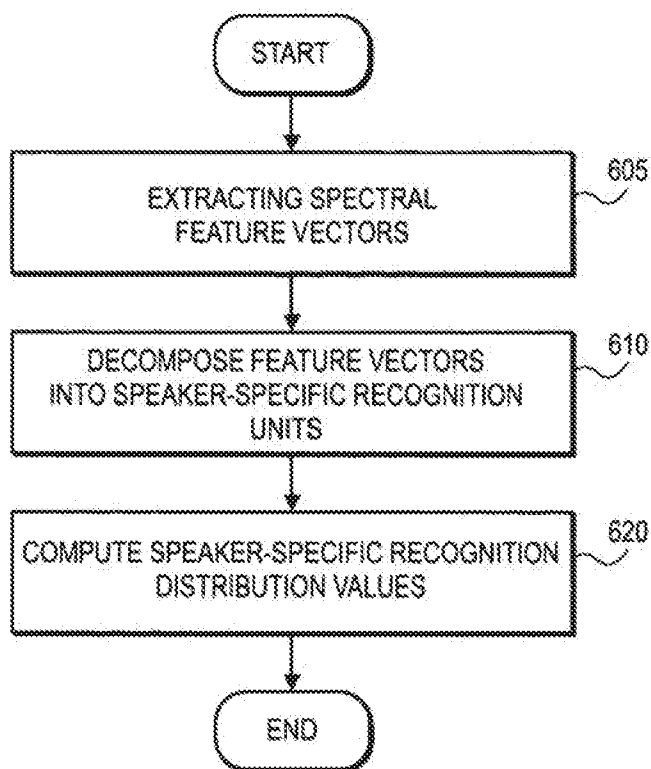 START
EXTRACTING SPECTRAL
FEATURE VECTORS
605
DECOMPOSE FEATURE VECTORS
INTO SPEAKER-SPECIFIC RECOGNITION
UNITS
610
COMPUTE SPEAKER-SPECIFIC RECOGNITION
DISTRIBUTION VALUES
620
END